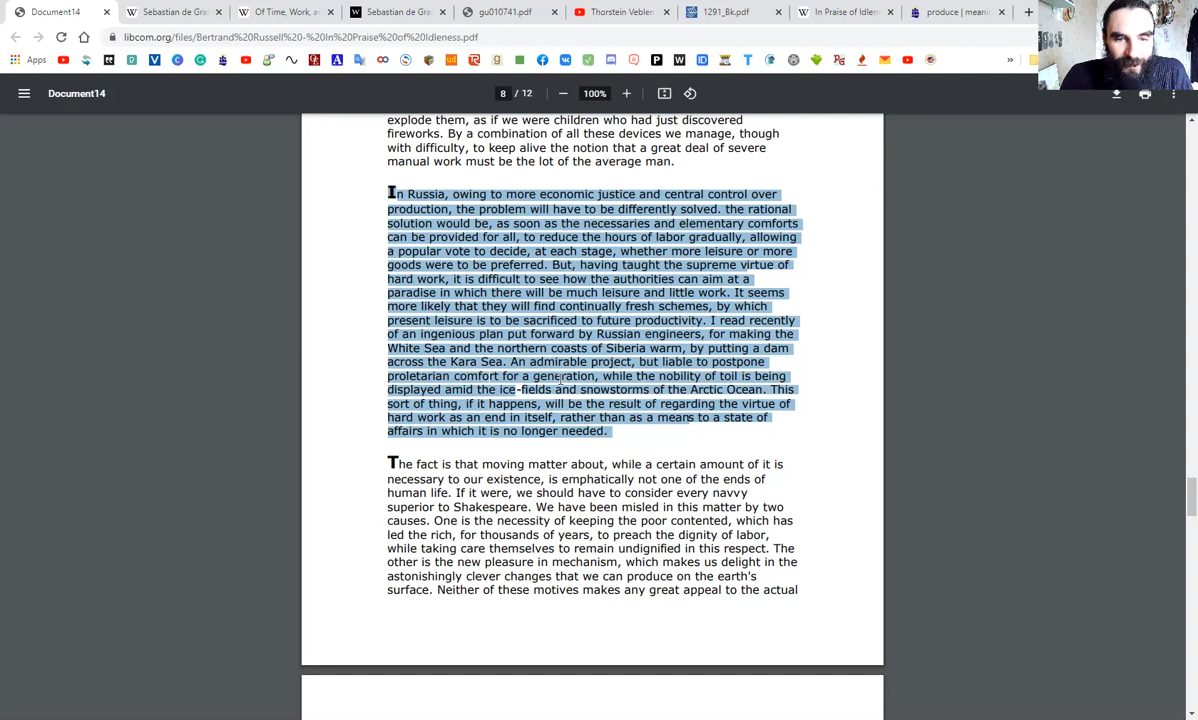 Document14
Sebastian de Gra
Of Time, Work, a
Sebastian de Gra
gu010741.pdf
Thorstein Veblen
1291_Bk.pdf
In Praise of Idlen
produce | meanin
libcom.org/files/Bertrand%20Russell%20-%20In%20Praise%20of%20Idleness.pdf
Apps
Document14
8 / 12
100%
explode them, as if we were children who had just discovered
fireworks. By a combination of all these devices we manage, though
with difficulty, to keep alive the notion that a great deal of severe
manual work must be the lot of the average man.
In Russia, owing to more economic justice and central control over
production, the problem will have to be differently solved. the rational
solution would be, as soon as the necessaries and elementary comforts
can be provided for all, to reduce the hours of labor gradually, allowing
a popular vote to decide, at each stage, whether more leisure or more
goods were to be preferred. But, having taught the supreme virtue of
hard work, it is difficult to see how the authorities can aim at a
paradise in which there will be much leisure and little work. It seems
more likely that they will find continually fresh schemes, by which
present leisure is to be sacrificed to future productivity. I read recently
of an ingenious plan put forward by Russian engineers, for making the
White Sea and the northern coasts of Siberia warm, by putting a dam
across the Kara Sea. An admirable project, but liable to postpone
proletarian comfort for a generation, while the nobility of toil is being
displayed amid the ice-fields and snowstorms of the Arctic Ocean. This
sort of thing, if it happens, will be the result of regarding the virtue of
hard work as an end in itself, rather than as a means to a state of
affairs in which it is no longer needed.
The fact is that moving matter about, while a certain amount of it is
necessary to our existence, is emphatically not one of the ends of
human life. If it were, we should have to consider every navvy
superior to Shakespeare. We have been misled in this matter by two
causes. One is the necessity of keeping the poor contented, which has
led the rich, for thousands of years, to preach the dignity of labor,
while taking care themselves to remain undignified in this respect. The
other is the new pleasure in mechanism, which makes us delight in the
astonishingly clever changes that we can produce on the earth's
surface. Neither of these motives makes any great appeal to the actual